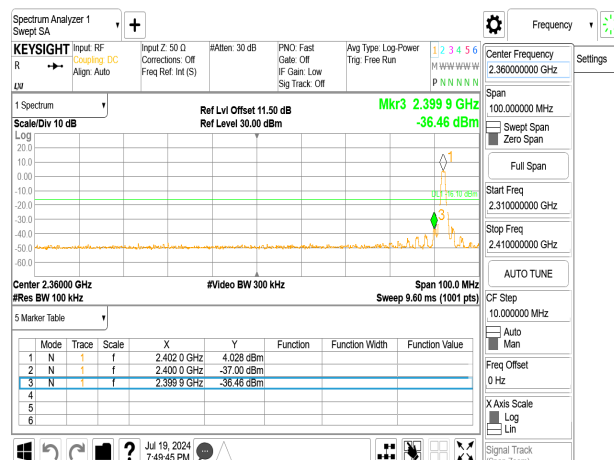 Spectrum Analyzer 1
Swept SA
Frequency
KEYSIGHT
R
Input: RF
Coupling: DC
Align: Auto
Input Z: 50 Ω
Corrections: Off
Freq Ref: Int (S)
#Atten: 30 dB
PNO: Fast
Gate: Off
IF Gain: Low
Sig Track: Off
Avg Type: Log-Power
Trig: Free Run
1 2 3 4 5 6
M W W W W W
P N N N N N
Center Frequency
2.360000000 GHz
Settings
Span
100.000000 MHz
Swept Span
Zero Span
Full Span
Start Freq
2.310000000 GHz
Stop Freq
2.410000000 GHz
AUTO TUNE
CF Step
10.000000 MHz
Auto
Man
Freq Offset
0 Hz
X Axis Scale
Log
Lin
Signal Track
1 Spectrum
Scale/Div 10 dB
Ref Lvl Offset 11.50 dB
Ref Level 30.00 dBm
Mkr3 2.399 9 GHz
-36.46 dBm
Log
20.0
10.0
0.00
-10.0
-20.0
-30.0
-40.0
-50.0
-60.0
1
DL1 -16.10 dBm
3
Center 2.36000 GHz
#Res BW 100 kHz
#Video BW 300 kHz
Span 100.0 MHz
Sweep 9.60 ms (1001 pts)
5 Marker Table
Mode Trace Scale X Y Function Function Width Function Value
1 N 1 f 2.402 0 GHz 4.028 dBm
2 N 1 f 2.400 0 GHz -37.00 dBm
3 N 1 f 2.399 9 GHz -36.46 dBm
4
5
6
?
Jul 19, 2024
7:49:45 PM